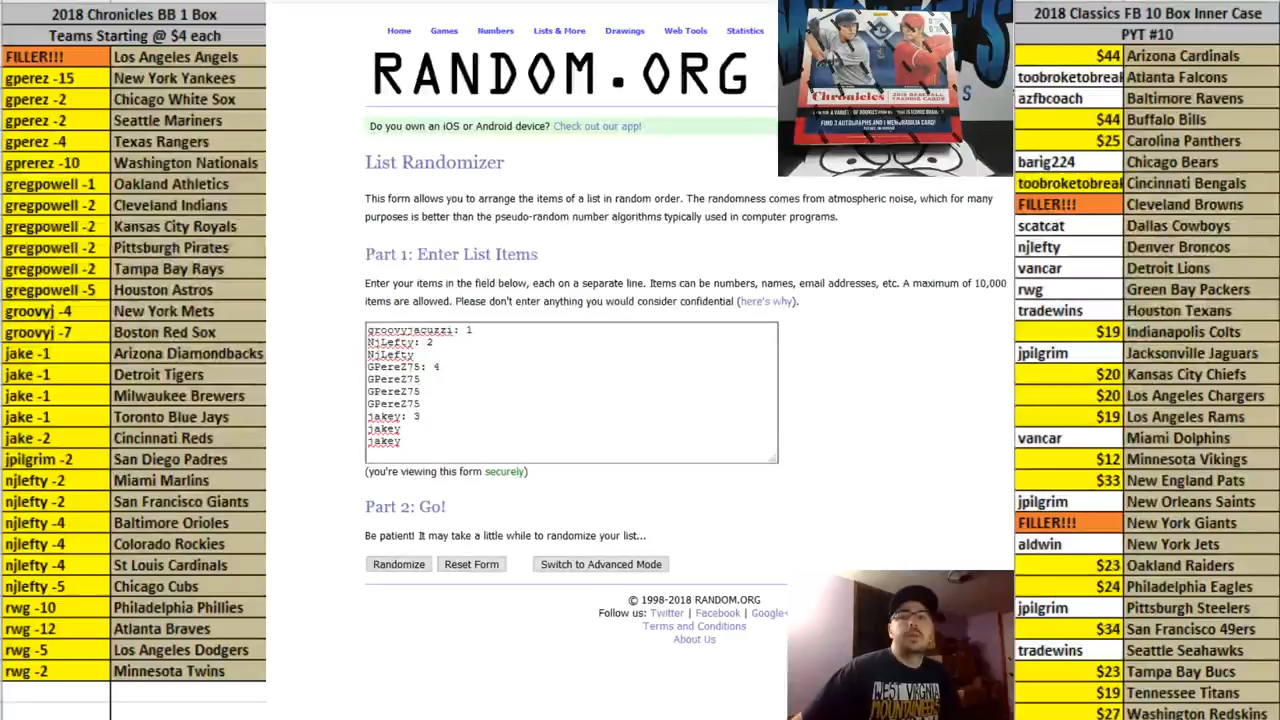 2018 Chronicles BB 1 Box
Teams Starting @ $4 each
FILLER!!! Los Angeles Angels
gperez -15 New York Yankees
gperez -2 Chicago White Sox
gperez -2 Seattle Mariners
gperez -4 Texas Rangers
gprerez -10 Washington Nationals
gregpowell -1 Oakland Athletics
gregpowell -2 Cleveland Indians
gregpowell -2 Kansas City Royals
gregpowell -2 Pittsburgh Pirates
gregpowell -2 Tampa Bay Rays
gregpowell -5 Houston Astros
groovyj -4 New York Mets
groovyj -7 Boston Red Sox
jake -1 Arizona Diamondbacks
jake -1 Detroit Tigers
jake -1 Milwaukee Brewers
jake -1 Toronto Blue Jays
jake -2 Cincinnati Reds
jpilgrim -2 San Diego Padres
njlefty -2 Miami Marlins
njlefty -2 San Francisco Giants
njlefty -4 Baltimore Orioles
njlefty -4 Colorado Rockies
njlefty -4 St Louis Cardinals
njlefty -5 Chicago Cubs
rwg -10 Philadelphia Phillies
rwg -12 Atlanta Braves
rwg -5 Los Angeles Dodgers
rwg -2 Minnesota Twins
Home Games Numbers Lists & More Drawings Web Tools Statistics
RANDOM.ORG
Do you own an iOS or Android device? Check out our app!
List Randomizer
This form allows you to arrange the items of a list in random order. The randomness comes from atmospheric noise, which for many
purposes is better than the pseudo-random number algorithms typically used in computer programs.
Part 1: Enter List Items
Enter your items in the field below, each on a separate line. Items can be numbers, names, email addresses, etc. A maximum of 10,000
items are allowed. Please don't enter anything you would consider confidential (here's why).
groovyjacuzzi: 1
NjLefty: 2
NjLefty
GPereZ75: 4
GPereZ75
GPereZ75
GPereZ75
jakey: 3
jakey
jakey
(you're viewing this form securely)
Part 2: Go!
Be patient! It may take a little while to randomize your list...
Randomize Reset Form Switch to Advanced Mode
© 1998-2018 RANDOM.ORG
Follow us: Twitter | Facebook | Google+
Terms and Conditions
About Us
Chronicles
WEST VIRGINIA
MOUNTAINEERS
2018 Classics FB 10 Box Inner Case
PYT #10
$44 Arizona Cardinals
toobroketobreak Atlanta Falcons
azfbcoach Baltimore Ravens
$44 Buffalo Bills
$25 Carolina Panthers
barig224 Chicago Bears
toobroketobreak Cincinnati Bengals
FILLER!!! Cleveland Browns
scatcat Dallas Cowboys
njlefty Denver Broncos
vancar Detroit Lions
rwg Green Bay Packers
tradewins Houston Texans
$19 Indianapolis Colts
jpilgrim Jacksonville Jaguars
$20 Kansas City Chiefs
$20 Los Angeles Chargers
$19 Los Angeles Rams
vancar Miami Dolphins
$12 Minnesota Vikings
$33 New England Pats
jpilgrim New Orleans Saints
FILLER!!! New York Giants
aldwin New York Jets
$23 Oakland Raiders
$24 Philadelphia Eagles
jpilgrim Pittsburgh Steelers
$34 San Francisco 49ers
tradewins Seattle Seahawks
$23 Tampa Bay Bucs
$19 Tennessee Titans
$27 Washington Redskins